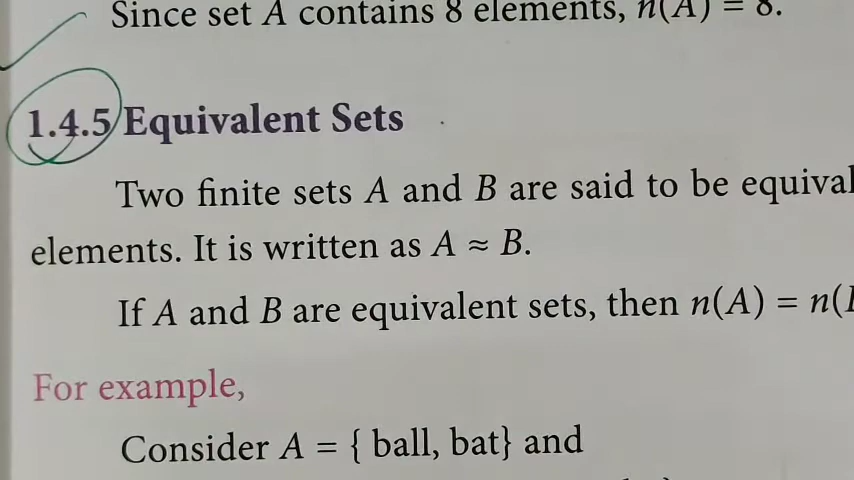 Since set A contains 8 elements, n(A) = 8.
1.4.5 Equivalent Sets
Two finite sets A and B are said to be
elements. It is written as A ≈ B.
If A and B are equivalent sets, then n(A) = n(
For example,
Consider A = { ball, bat} and